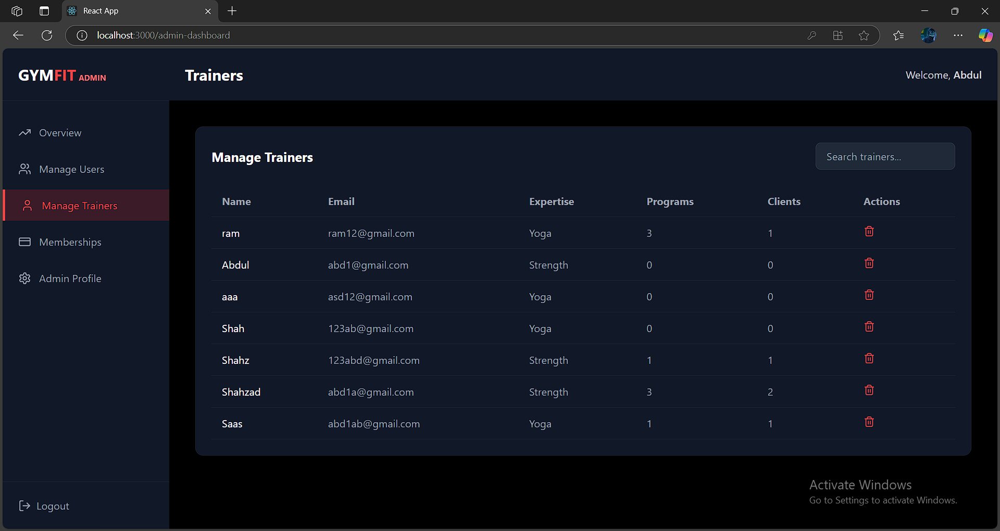 React App
localhost:3000/admin-dashboard
GYMFIT ADMIN
Trainers
Welcome, Abdul
Overview
Manage Users
Manage Trainers
Memberships
Admin Profile
Logout
Manage Trainers
Search trainers...
Name Email Expertise Programs Clients Actions
ram ram12@gmail.com Yoga 3 1
Abdul abd1@gmail.com Strength 0 0
aaa asd12@gmail.com Yoga 0 0
Shah 123ab@gmail.com Yoga 0 0
Shahz 123abd@gmail.com Strength 1 1
Shahzad abd1a@gmail.com Strength 3 2
Saas abd1ab@gmail.com Yoga 1 1
Activate Windows
Go to Settings to activate Windows.